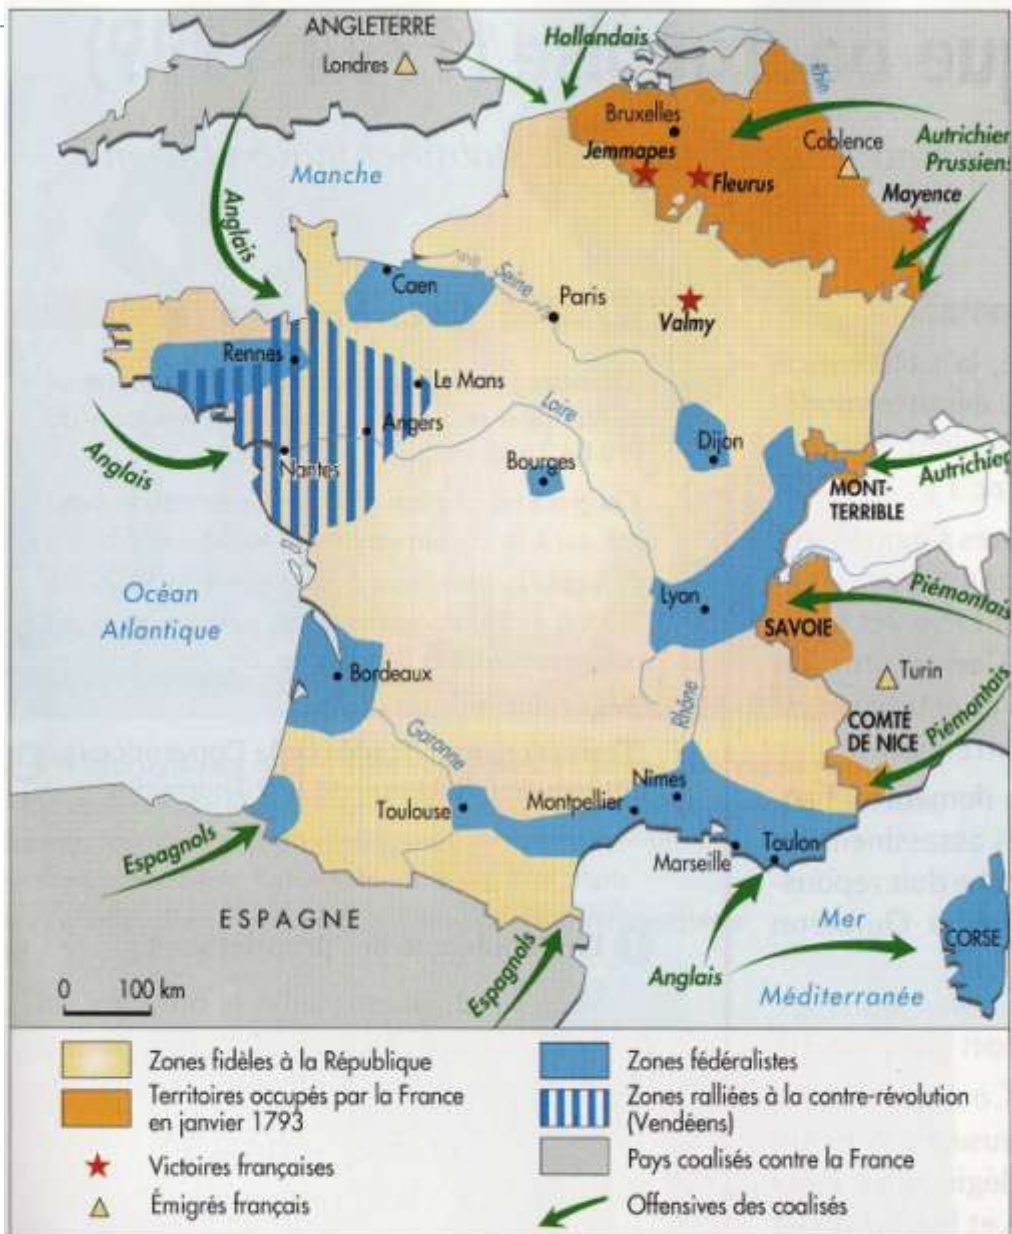 ANGLETERRE
Londres
Hollandais
Rhin
Bruxelles
Jemmapes
Fleurus
Coblence
Autrichien
Prussiens
Mayence
Manche
Anglais
Caen
Seine
Paris
Valmy
Rennes
Le Mans
Loire
Angers
Nantes
Anglais
Bourges
Dijon
Autrichien
MONT-
TERRIBLE
Océan
Atlantique
Lyon
SAVOIE
Piémontais
Turin
Bordeaux
Rhône
COMTÉ
DE NICE
Piémontais
Garonne
Toulouse
Montpellier
Nîmes
Marseille
Toulon
Espagnols
ESPAGNE
Espagnols
Anglais
Mer
Méditerranée
CORSE
0 100 km
Zones fidèles à la République
Territoires occupés par la France
en janvier 1793
Victoires françaises
Émigrés français
Zones fédéralistes
Zones ralliées à la contre-révolution
(Vendéens)
Pays coalisés contre la France
Offensives des coalisés